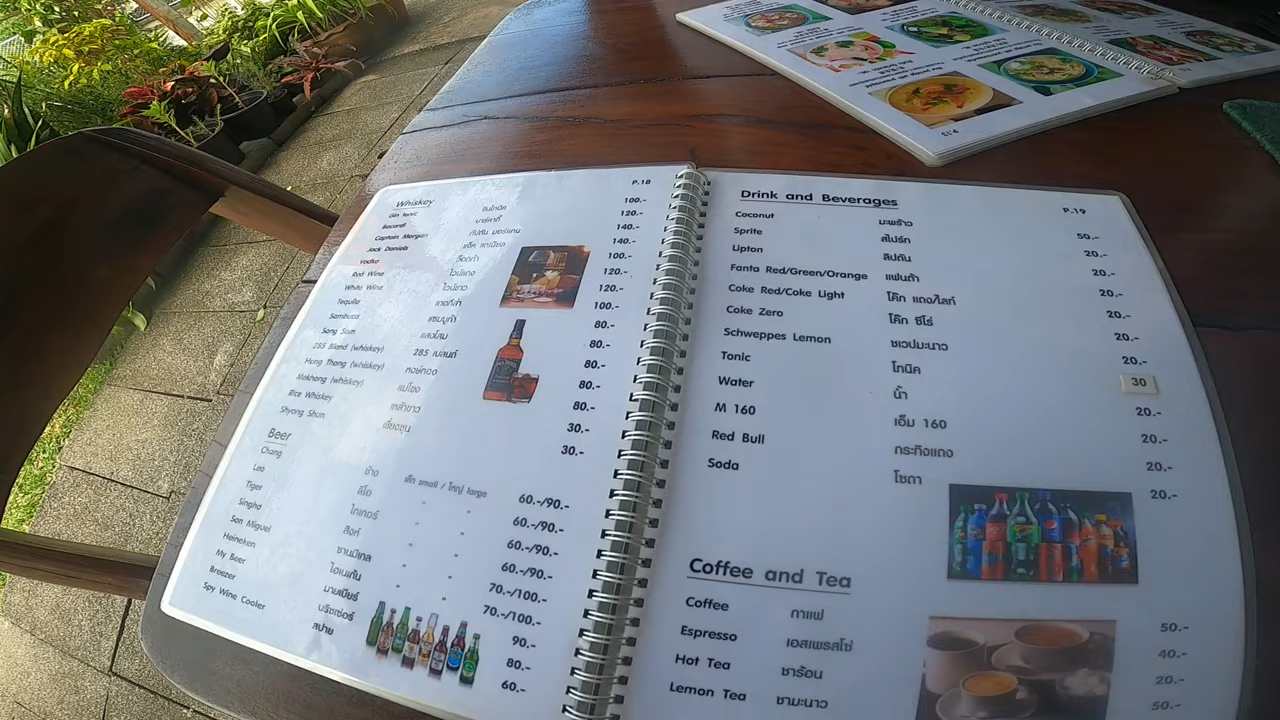 Whiskey P.18
Gin tonic จินโทนิค 100.-
Bacardi บาร์คาดี้ 120.-
Captain Morgan กัปตัน มอร์แกน 140.-
Jack Daniels แจ็ค แดเนียล 140.-
Vodka วอดก้า 100.-
Red Wine ไวน์แดง 120.-
White Wine ไวน์ขาว 120.-
Tequila เตกีล่า 100.-
Sambuca แซมบูก้า 80.-
Sang Som แสงโสม 80.-
285 Blend (whiskey) 285 เบลนด์ 80.-
Hong Thong (whiskey) หงษ์ทอง 80.-
Mekhong (whiskey) แม่โขง 80.-
Rice Whiskey เหล้าขาว 30.-
Shyang Shun เซี่ยงชุน 30.-
Beer
Chang ช้าง เล็ก small / ใหญ่ large 60.-/90.-
Leo ลีโอ " " 60.-/90.-
Tiger ไทเกอร์ " " 60.-/90.-
Singha สิงห์ " " 60.-/90.-
San Miguel ซานมิเกล " " 70.-/100.-
Heineken ไฮเนเก้น " " 70.-/100.-
My Beer มายเบียร์ 90.-
Breezer บรีซเซอร์ 80.-
Spy Wine Cooler สปาย 60.-
Drink and Beverages P.19
Coconut มะพร้าว 50.-
Sprite สไปร์ท 20.-
Lipton ลิปตัน 20.-
Fanta Red/Green/Orange แฟนต้า 20.-
Coke Red/Coke Light โค๊ก แดง/ไลท์ 20.-
Coke Zero โค๊ก ซีโร่ 20.-
Schweppes Lemon ชเวปมะนาว 20.-
Tonic โทนิค 30
Water น้ำ 20.-
M 160 เอ็ม 160 20.-
Red Bull กระทิงแดง 20.-
Soda โซดา 20.-
Coffee and Tea
Coffee กาแฟ 50.-
Espresso เอสเพรสโซ่ 40.-
Hot Tea ชาร้อน 20.-
Lemon Tea ชามะนาว 50.-
P.13